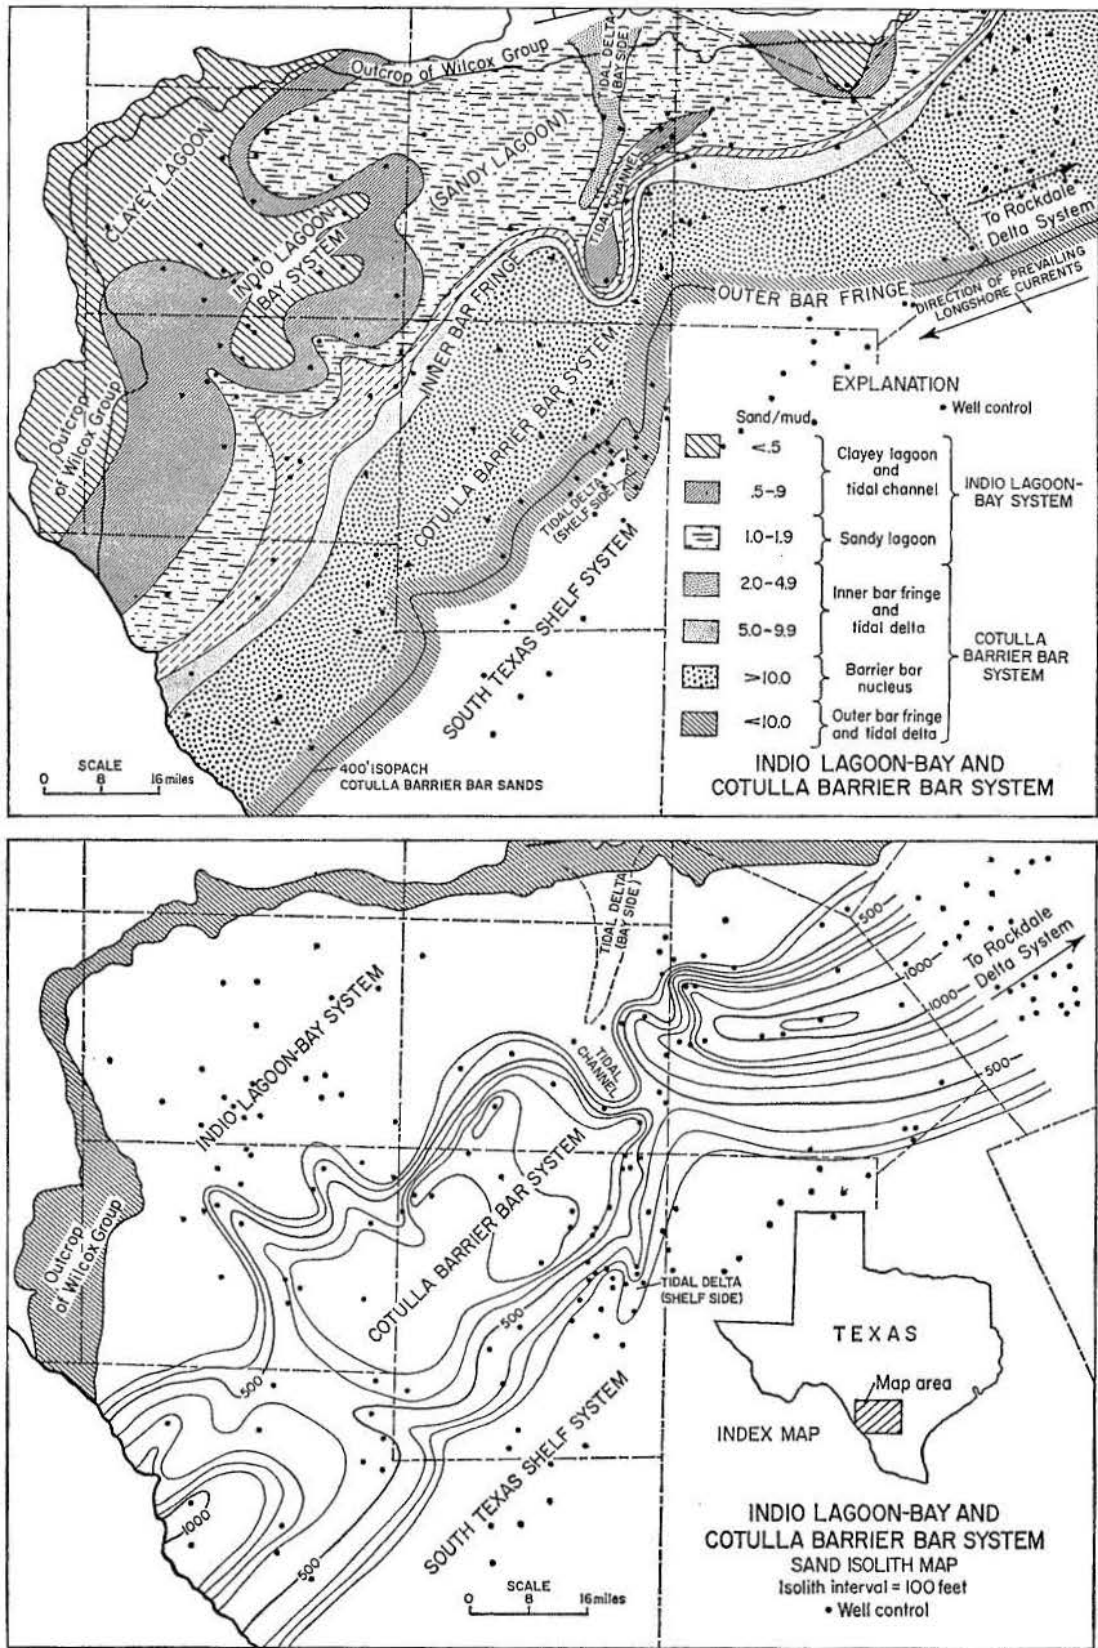 Outcrop of Wilcox Group
TIDAL DELTA
(BAY SIDE)
CLAYEY LAGOON
(SANDY LAGOON)
INDIO LAGOON-
BAY SYSTEM
TIDAL CHANNEL
To Rockdale
Delta System
INNER BAR FRINGE
OUTER BAR FRINGE
DIRECTION OF PREVAILING
LONGSHORE CURRENTS
Outcrop
of Wilcox Group
COTULLA BARRIER BAR SYSTEM
TIDAL DELTA
(SHELF SIDE)
SOUTH TEXAS SHELF SYSTEM
EXPLANATION
Sand/mud
• Well control
<.5
Clayey lagoon
and
tidal channel
.5-.9
INDIO LAGOON-
BAY SYSTEM
1.0-1.9
Sandy lagoon
2.0-4.9
Inner bar fringe
and
tidal delta
5.0-9.9
COTULLA
BARRIER BAR
SYSTEM
>10.0
Barrier bar
nucleus
<10.0
Outer bar fringe
and tidal delta
SCALE
0 8 16 miles
400' ISOPACH
COTULLA BARRIER BAR SANDS
INDIO LAGOON-BAY AND
COTULLA BARRIER BAR SYSTEM
TIDAL DELTA
(BAY SIDE)
500
1000
To Rockdale
Delta System
1000
INDIO LAGOON-BAY SYSTEM
TIDAL
CHANNEL
500
Outcrop
of Wilcox Group
COTULLA BARRIER BAR SYSTEM
TIDAL DELTA
(SHELF SIDE)
500
500
TEXAS
Map area
INDEX MAP
SOUTH TEXAS SHELF SYSTEM
1000
500
SCALE
0 8 16 miles
INDIO LAGOON-BAY AND
COTULLA BARRIER BAR SYSTEM
SAND ISOLITH MAP
Isolith interval = 100 feet
• Well control